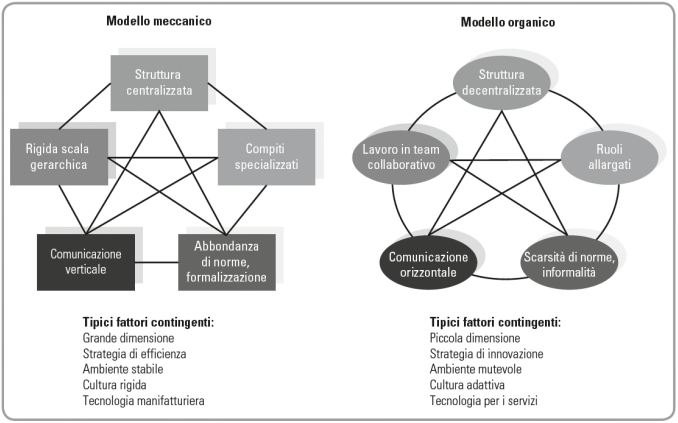 Modello meccanico
Struttura
centralizzata
Rigida scala
gerarchica
Compiti
specializzati
Comunicazione
verticale
Abbondanza
di norme,
formalizzazione
Tipici fattori contingenti:
Grande dimensione
Strategia di efficienza
Ambiente stabile
Cultura rigida
Tecnologia manifatturiera
Modello organico
Struttura
decentralizzata
Lavoro in team
collaborativo
Ruoli
allargati
Comunicazione
orizzontale
Scarsità di norme,
informalità
Tipici fattori contingenti:
Piccola dimensione
Strategia di innovazione
Ambiente mutevole
Cultura adattiva
Tecnologia per i servizi